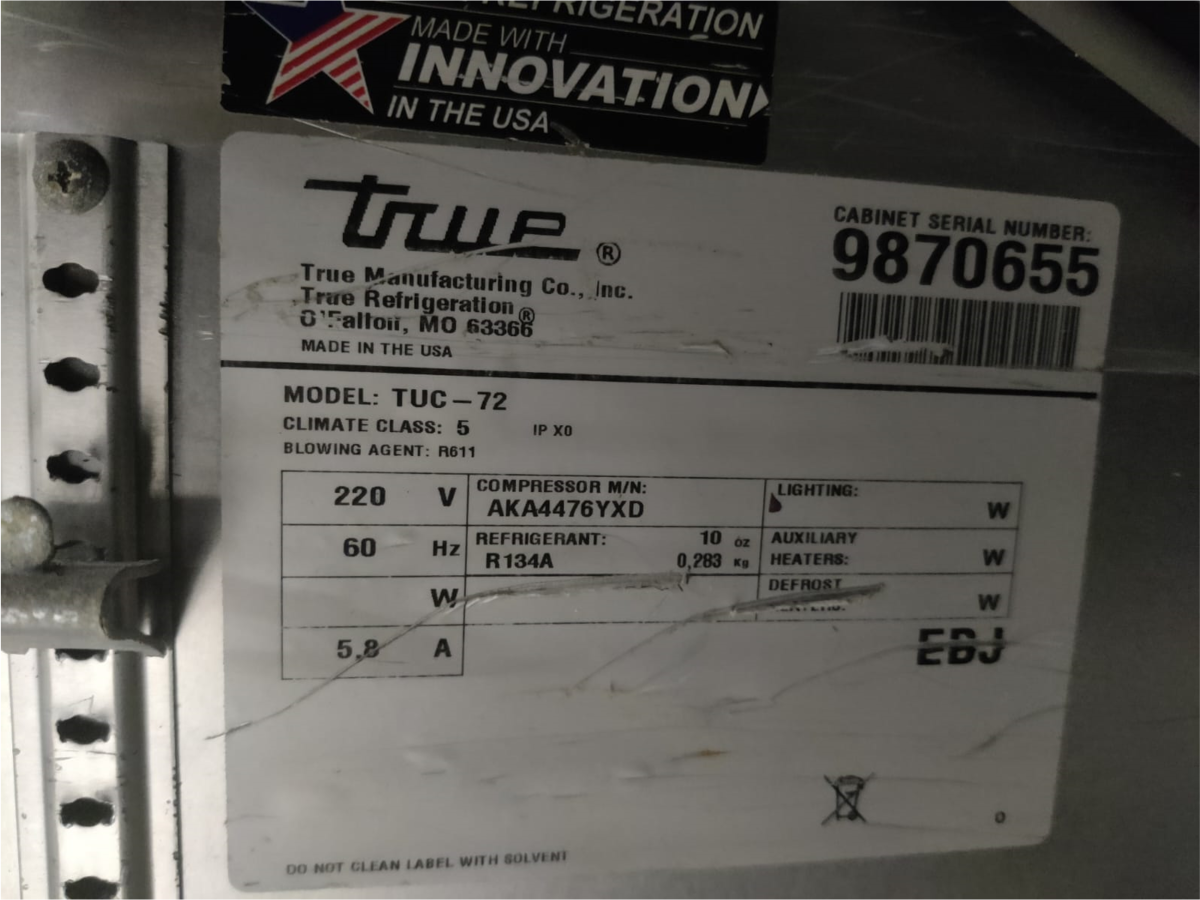 REFRIGERATION
MADE WITH
INNOVATION
IN THE USA
true®
True Manufacturing Co., Inc.
True Refrigeration®
O'Fallon, MO 63366
MADE IN THE USA
CABINET SERIAL NUMBER:
9870655
MODEL: TUC-72
CLIMATE CLASS: 5 IP X0
BLOWING AGENT: R611
220 V
60 Hz
W
5.8 A
COMPRESSOR M/N:
AKA4476YXD
REFRIGERANT: 10 oz
R134A 0,283 Kg
LIGHTING: W
AUXILIARY
HEATERS: W
DEFROST
W
EBJ
0
DO NOT CLEAN LABEL WITH SOLVENT